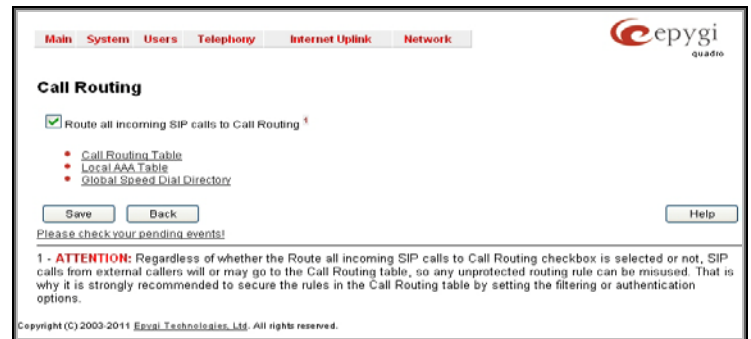 Main System Users Telephony Internet Uplink Network
epygi
quadro
Call Routing
Route all incoming SIP calls to Call Routing 1
Call Routing Table
Local AAA Table
Global Speed Dial Directory
Save Back Help
Please check your pending events!
1 - ATTENTION: Regardless of whether the Route all incoming SIP calls to Call Routing checkbox is selected or not, SIP
calls from external callers will or may go to the Call Routing table, so any unprotected routing rule can be misused. That is
why it is strongly recommended to secure the rules in the Call Routing table by setting the filtering or authentication
options.
Copyright (C) 2003-2011 Epygi Technologies, Ltd. All rights reserved.